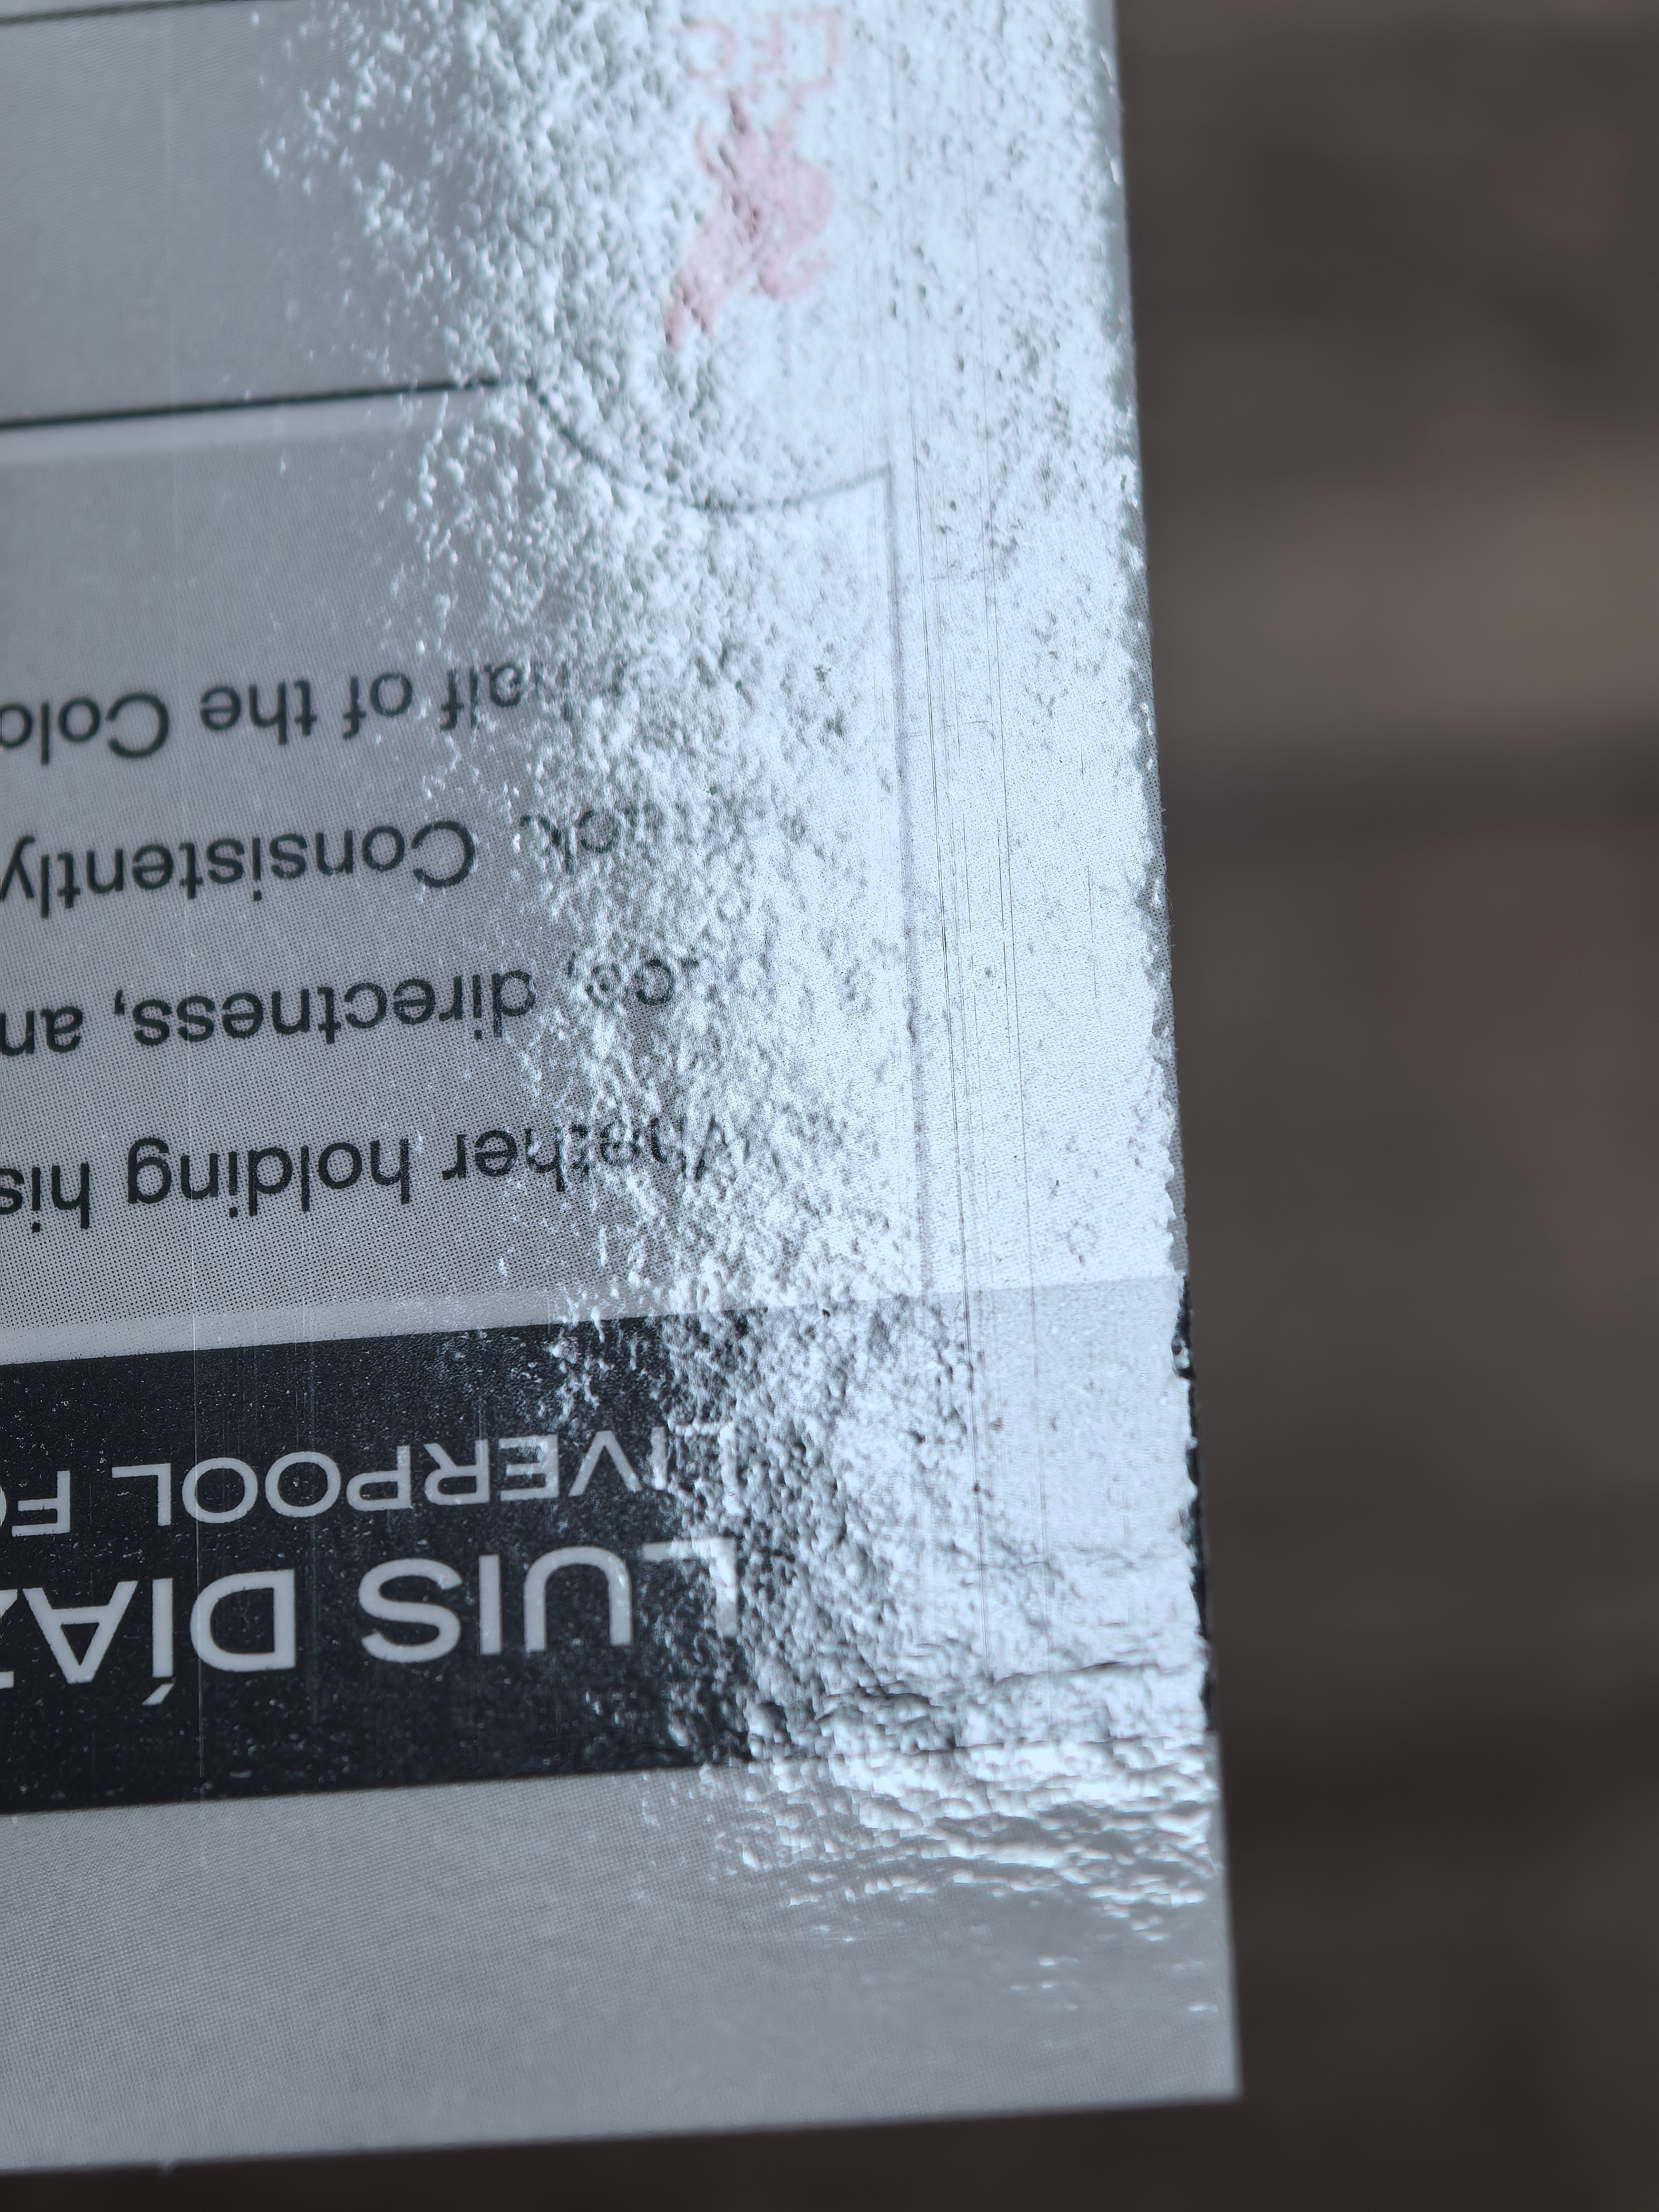 LUIS DÍAZ
LIVERPOOL FC
Whether holding his
directness, an
Consistently
half of the Colo
LFC